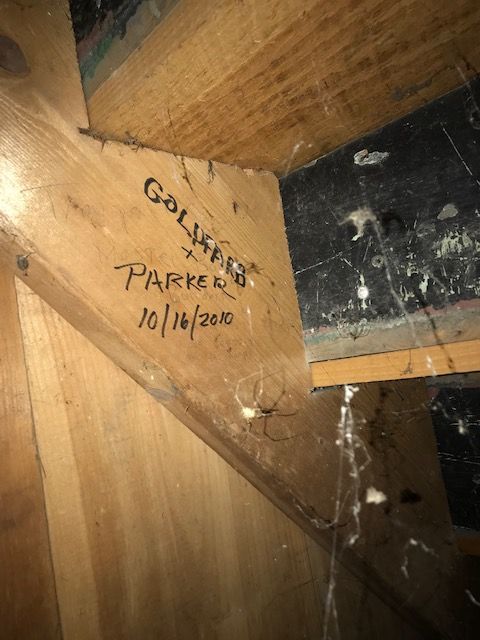 GOLDFARB
+
PARKER
10/16/2010